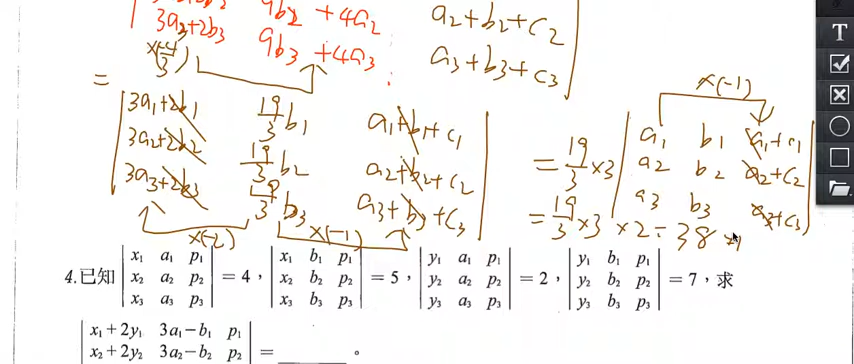 3a₃+2b₃ 9b₂+4a₂ a₂+b₂+c₂
9b₃+4a₃ a₃+b₃+c₃
×(-4/3)
=
3a₁+2b₁ 19/3 b₁ a₁+b₁+c₁
3a₂+2b₂ 19/3 b₂ a₂+b₂+c₂
3a₃+2b₃ 19/3 b₃ a₃+b₃+c₃
×(-2) ×(-1)
×(-1)
= 19/3 ×3 | a₁ b₁ a₁+c₁ |
| a₂ b₂ a₂+c₂ |
| a₃ b₃ a₃+c₃ |
= 19/3 ×3 ×2 = 38
4.已知 | x₁ a₁ p₁ ; x₂ a₂ p₂ ; x₃ a₃ p₃ | = 4，| x₁ b₁ p₁ ; x₂ b₂ p₂ ; x₃ b₃ p₃ | = 5，| y₁ a₁ p₁ ; y₂ a₂ p₂ ; y₃ a₃ p₃ | = 2，| y₁ b₁ p₁ ; y₂ b₂ p₂ ; y₃ b₃ p₃ | = 7，求
| x₁+2y₁ 3a₁−b₁ p₁ |
| x₂+2y₂ 3a₂−b₂ p₂ | = ______。
T